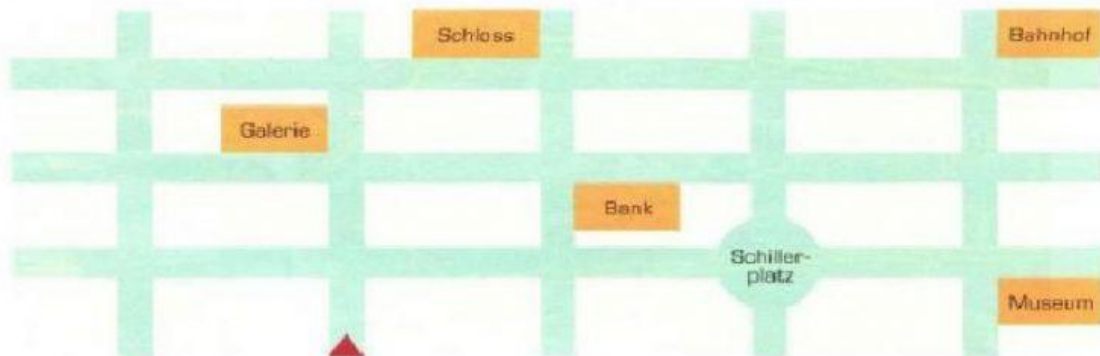 Schloss
Bahnhof
Galerie
Bank
Schiller-
platz
Museum